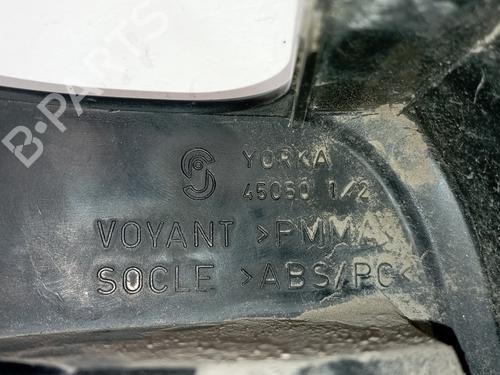 B-PARTS
YORKA
45050 1/2
VOYANT >PMMA<
SOCLE >ABS/PC<